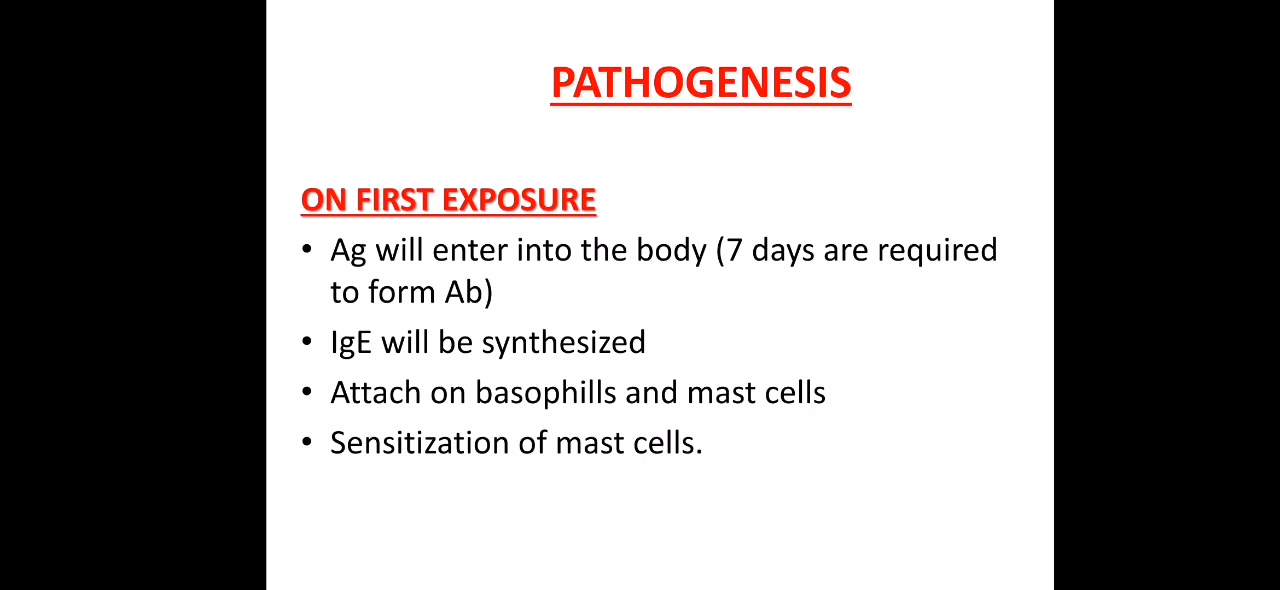 PATHOGENESIS
ON FIRST EXPOSURE
• Ag will enter into the body (7 days are required
to form Ab)
• IgE will be synthesized
• Attach on basophills and mast cells
• Sensitization of mast cells.